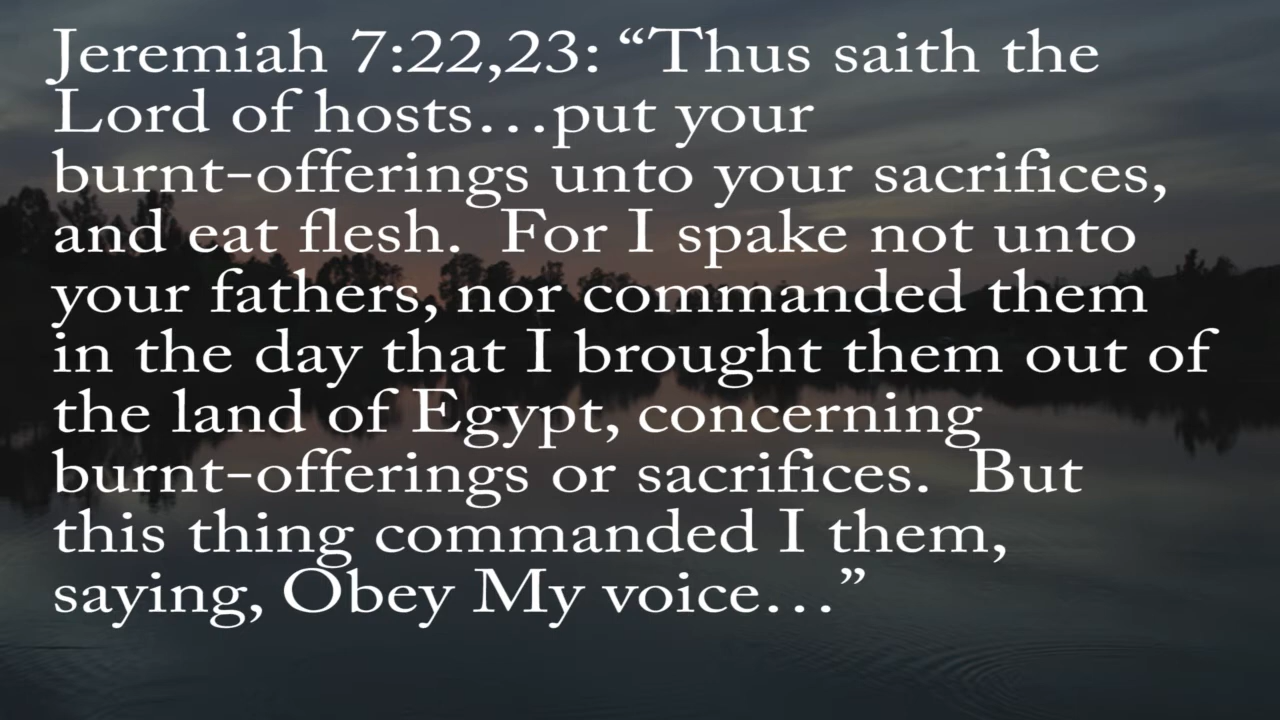 Jeremiah 7:22,23: “Thus saith the
Lord of hosts…put your
burnt-offerings unto your sacrifices,
and eat flesh.  For I spake not unto
your fathers, nor commanded them
in the day that I brought them out of
the land of Egypt, concerning
burnt-offerings or sacrifices.  But
this thing commanded I them,
saying, Obey My voice…”